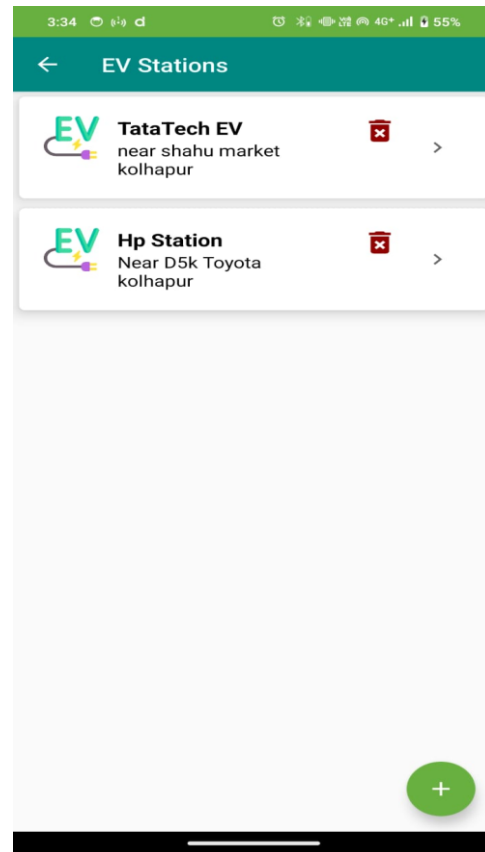 3:34 d 4G+ 55%
EV Stations
EV
TataTech EV
near shahu market
kolhapur
EV
Hp Station
Near D5k Toyota
kolhapur
+